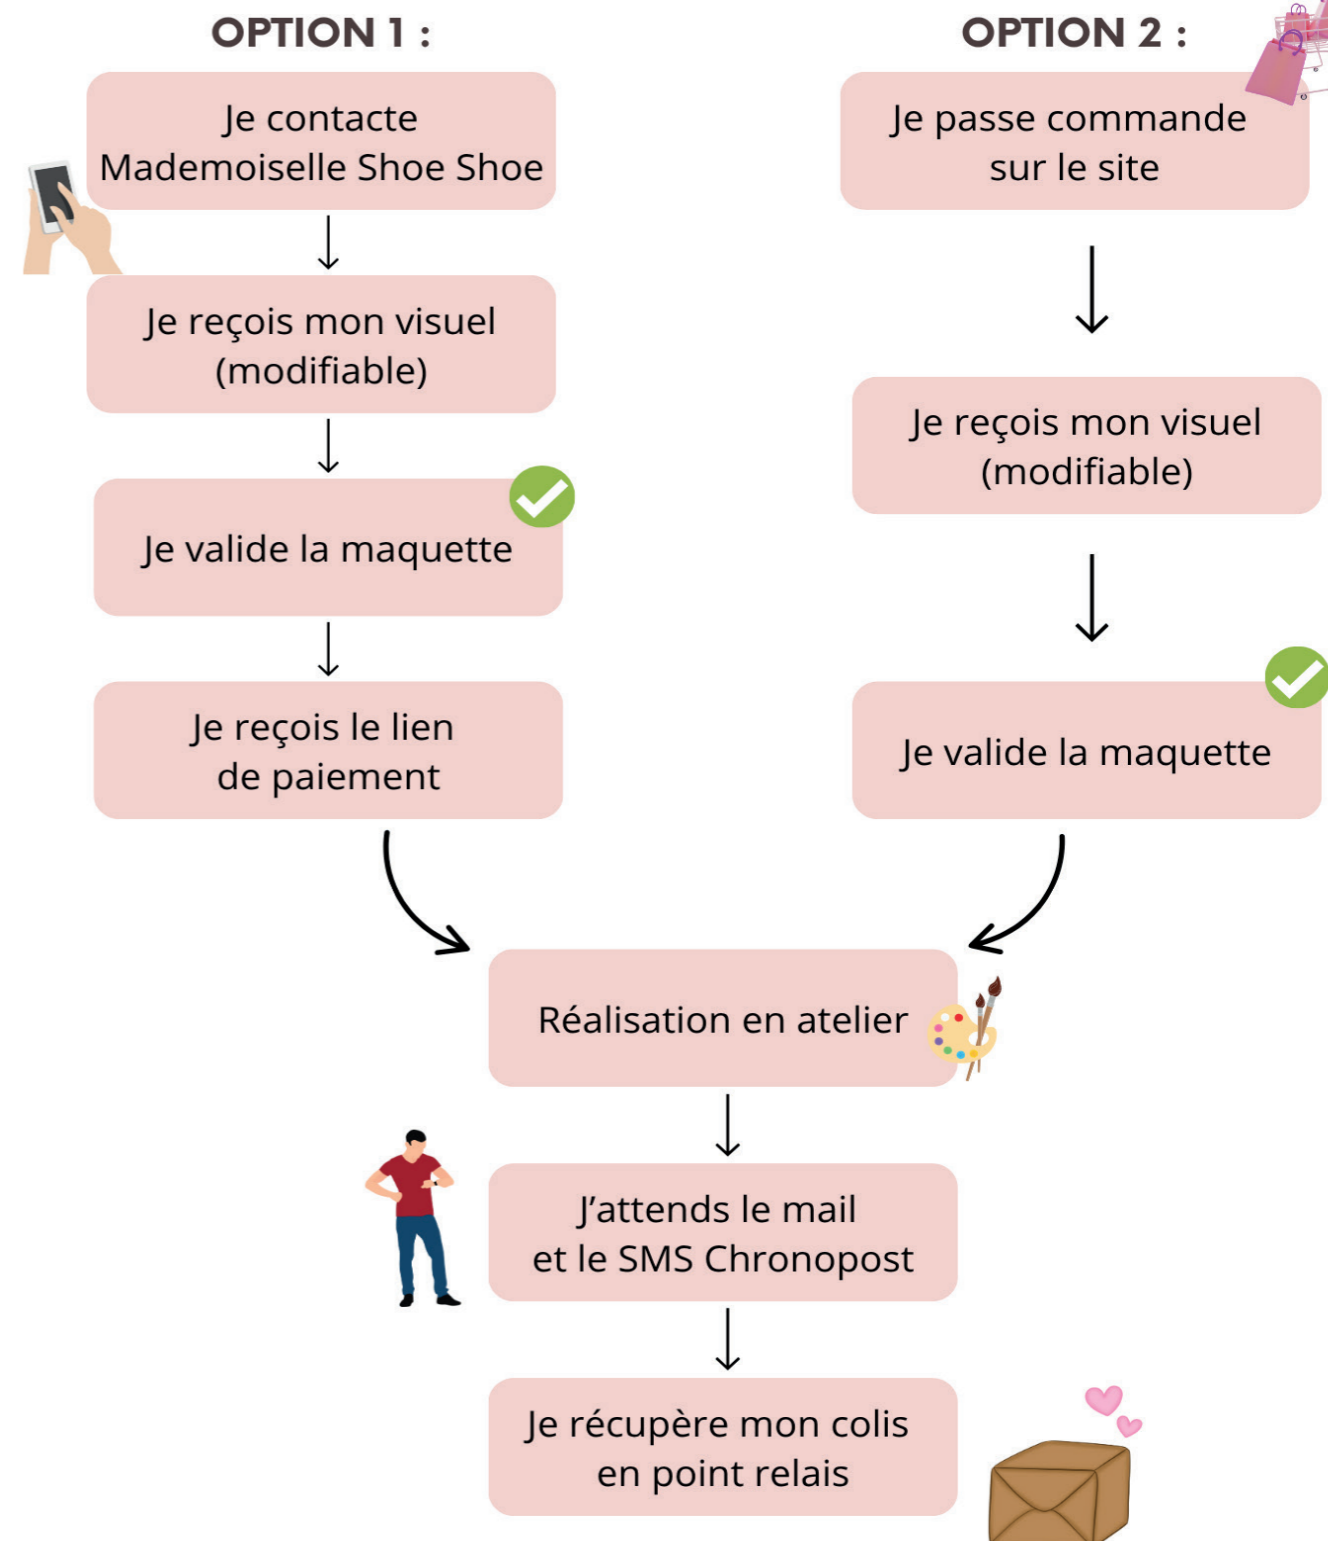 OPTION 1 :
Je contacte
Mademoiselle Shoe Shoe
Je reçois mon visuel
(modifiable)
Je valide la maquette
Je reçois le lien
de paiement
OPTION 2 :
Je passe commande
sur le site
Je reçois mon visuel
(modifiable)
Je valide la maquette
Réalisation en atelier
J’attends le mail
et le SMS Chronopost
Je récupère mon colis
en point relais